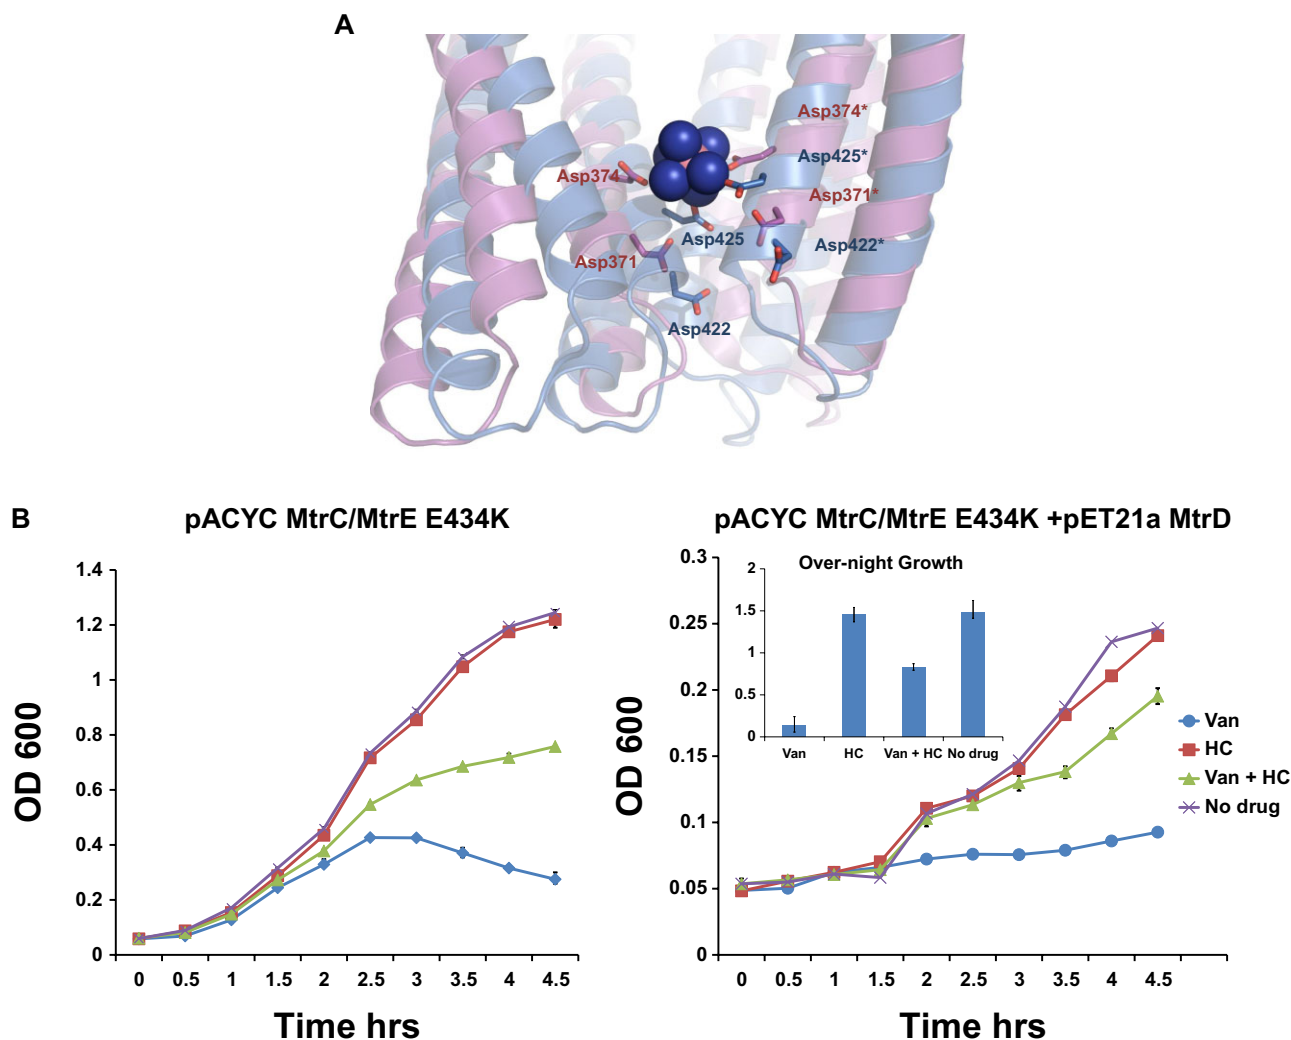 A
Asp374*
Asp425*
Asp374
Asp371*
Asp425
Asp422*
Asp371
Asp422
B
pACYC MtrC/MtrE E434K
pACYC MtrC/MtrE E434K +pET21a MtrD
OD 600
1.4
1.2
1
0.8
0.6
0.4
0.2
0
0 0.5 1 1.5 2 2.5 3 3.5 4 4.5
Time hrs
OD 600
0.3
0.25
0.2
0.15
0.1
0.05
0
0 0.5 1 1.5 2 2.5 3 3.5 4 4.5
Time hrs
Over-night Growth
2
1.5
1
0.5
0
Van HC Van + HC No drug
Van
HC
Van + HC
No drug